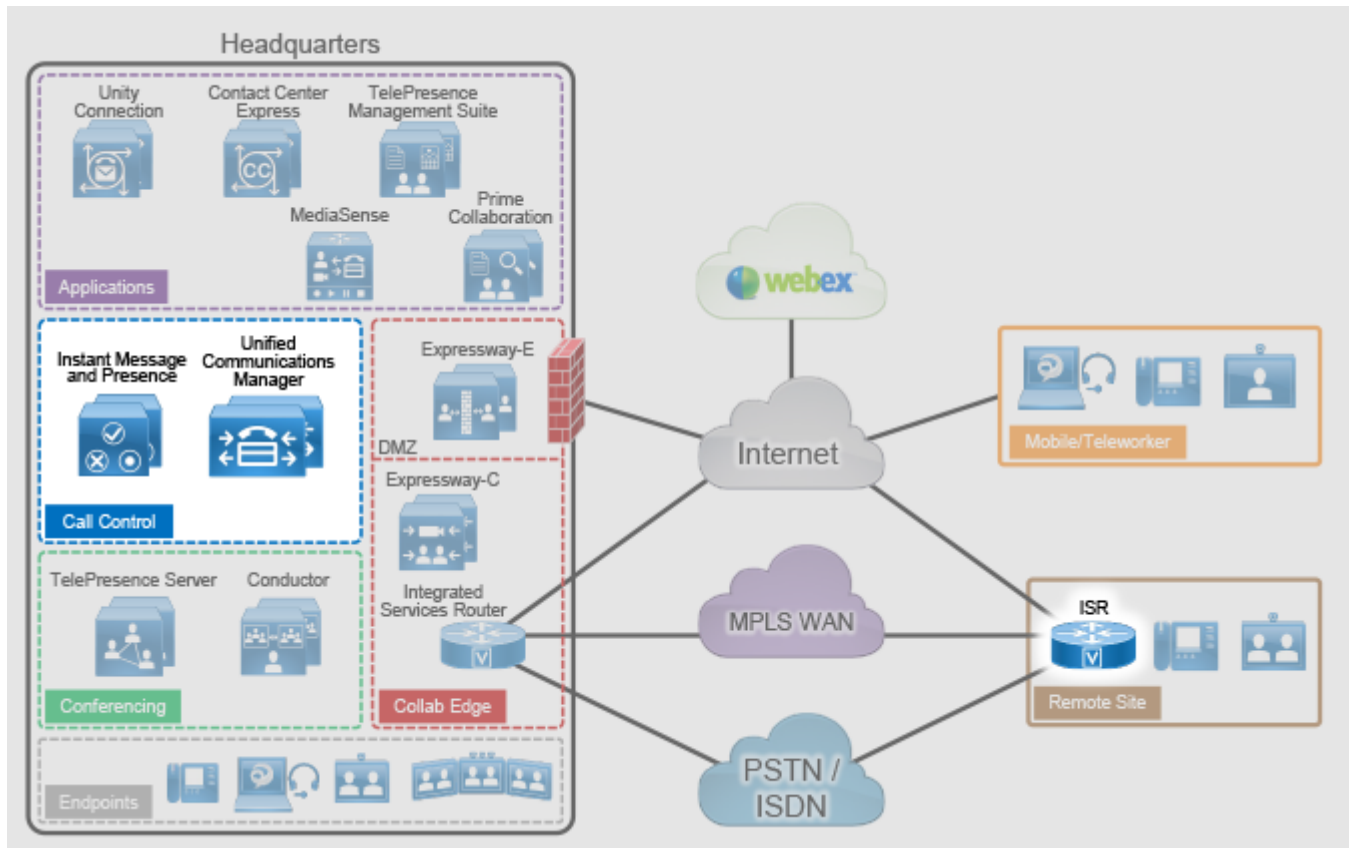 Headquarters
Unity
Connection
Contact Center
Express
TelePresence
Management Suite
MediaSense
Prime
Collaboration
Applications
Instant Message
and Presence
Unified
Communications
Manager
Call Control
Expressway-E
DMZ
Expressway-C
Integrated
Services Router
Collab Edge
TelePresence Server
Conductor
Conferencing
Endpoints
CC
V
webex
Internet
MPLS WAN
PSTN /
ISDN
Mobile/Teleworker
ISR
V
Remote Site